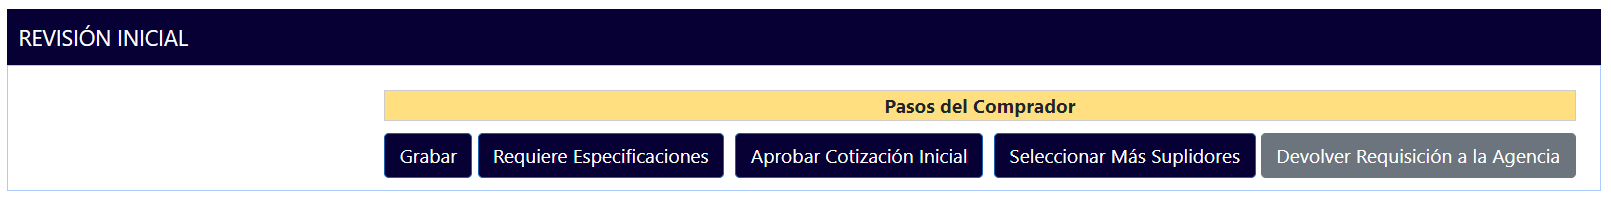 REVISIÓN INICIAL
Pasos del Comprador
Grabar Requiere Especificaciones Aprobar Cotización Inicial Seleccionar Más Suplidores Devolver Requisición a la Agencia